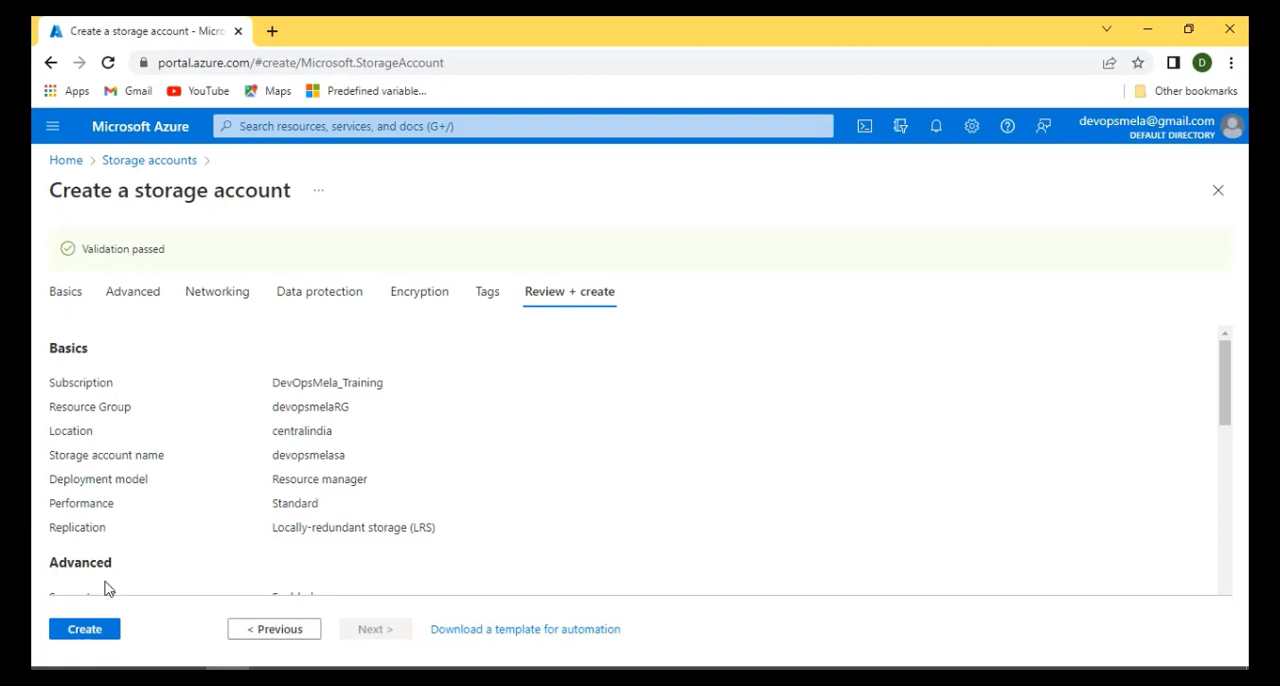 Create a storage account - Micro
portal.azure.com/#create/Microsoft.StorageAccount
D
Apps Gmail YouTube Maps Predefined variable... Other bookmarks
Microsoft Azure Search resources, services, and docs (G+/) devopsmela@gmail.com
DEFAULT DIRECTORY
Home > Storage accounts >
Create a storage account ...
Validation passed
Basics Advanced Networking Data protection Encryption Tags Review + create
Basics
Subscription DevOpsMela_Training
Resource Group devopsmelaRG
Location centralindia
Storage account name devopsmelasa
Deployment model Resource manager
Performance Standard
Replication Locally-redundant storage (LRS)
Advanced
Create < Previous Next > Download a template for automation